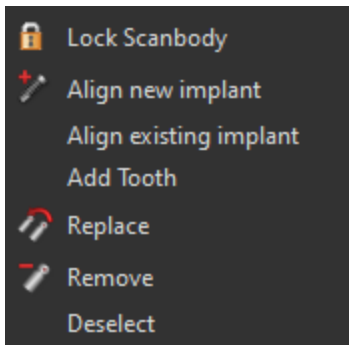 Lock Scanbody
Align new implant
Align existing implant
Add Tooth
Replace
Remove
Deselect